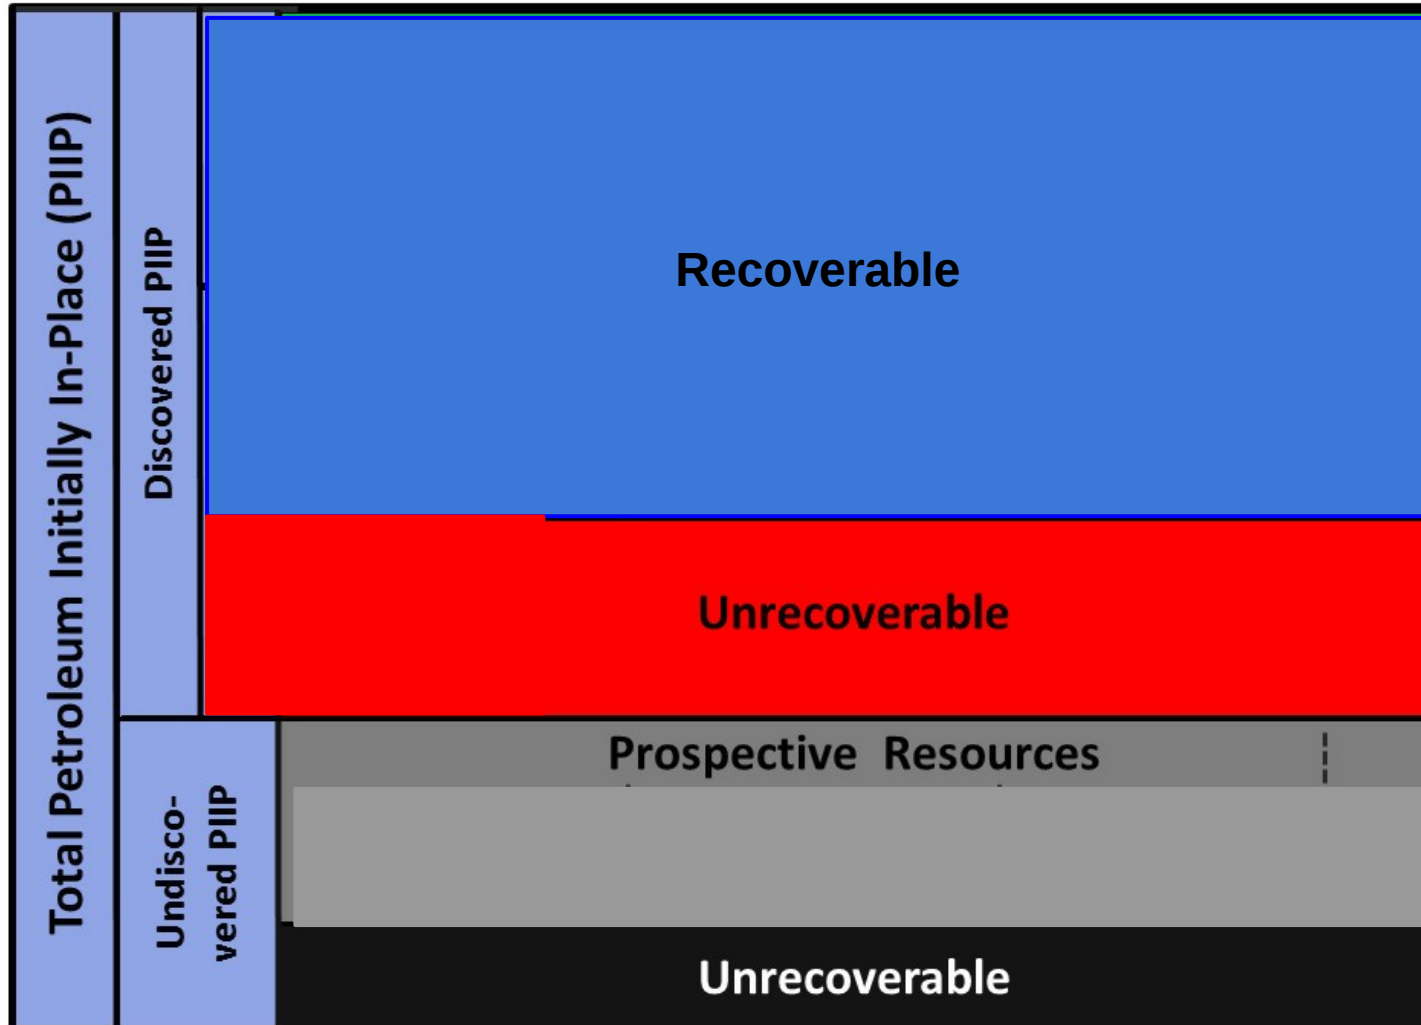 Total Petroleum Initially In-Place (PIIP)
Discovered PIIP
Recoverable
Unrecoverable
Undisco-
vered PIIP
Prospective Resources
Unrecoverable